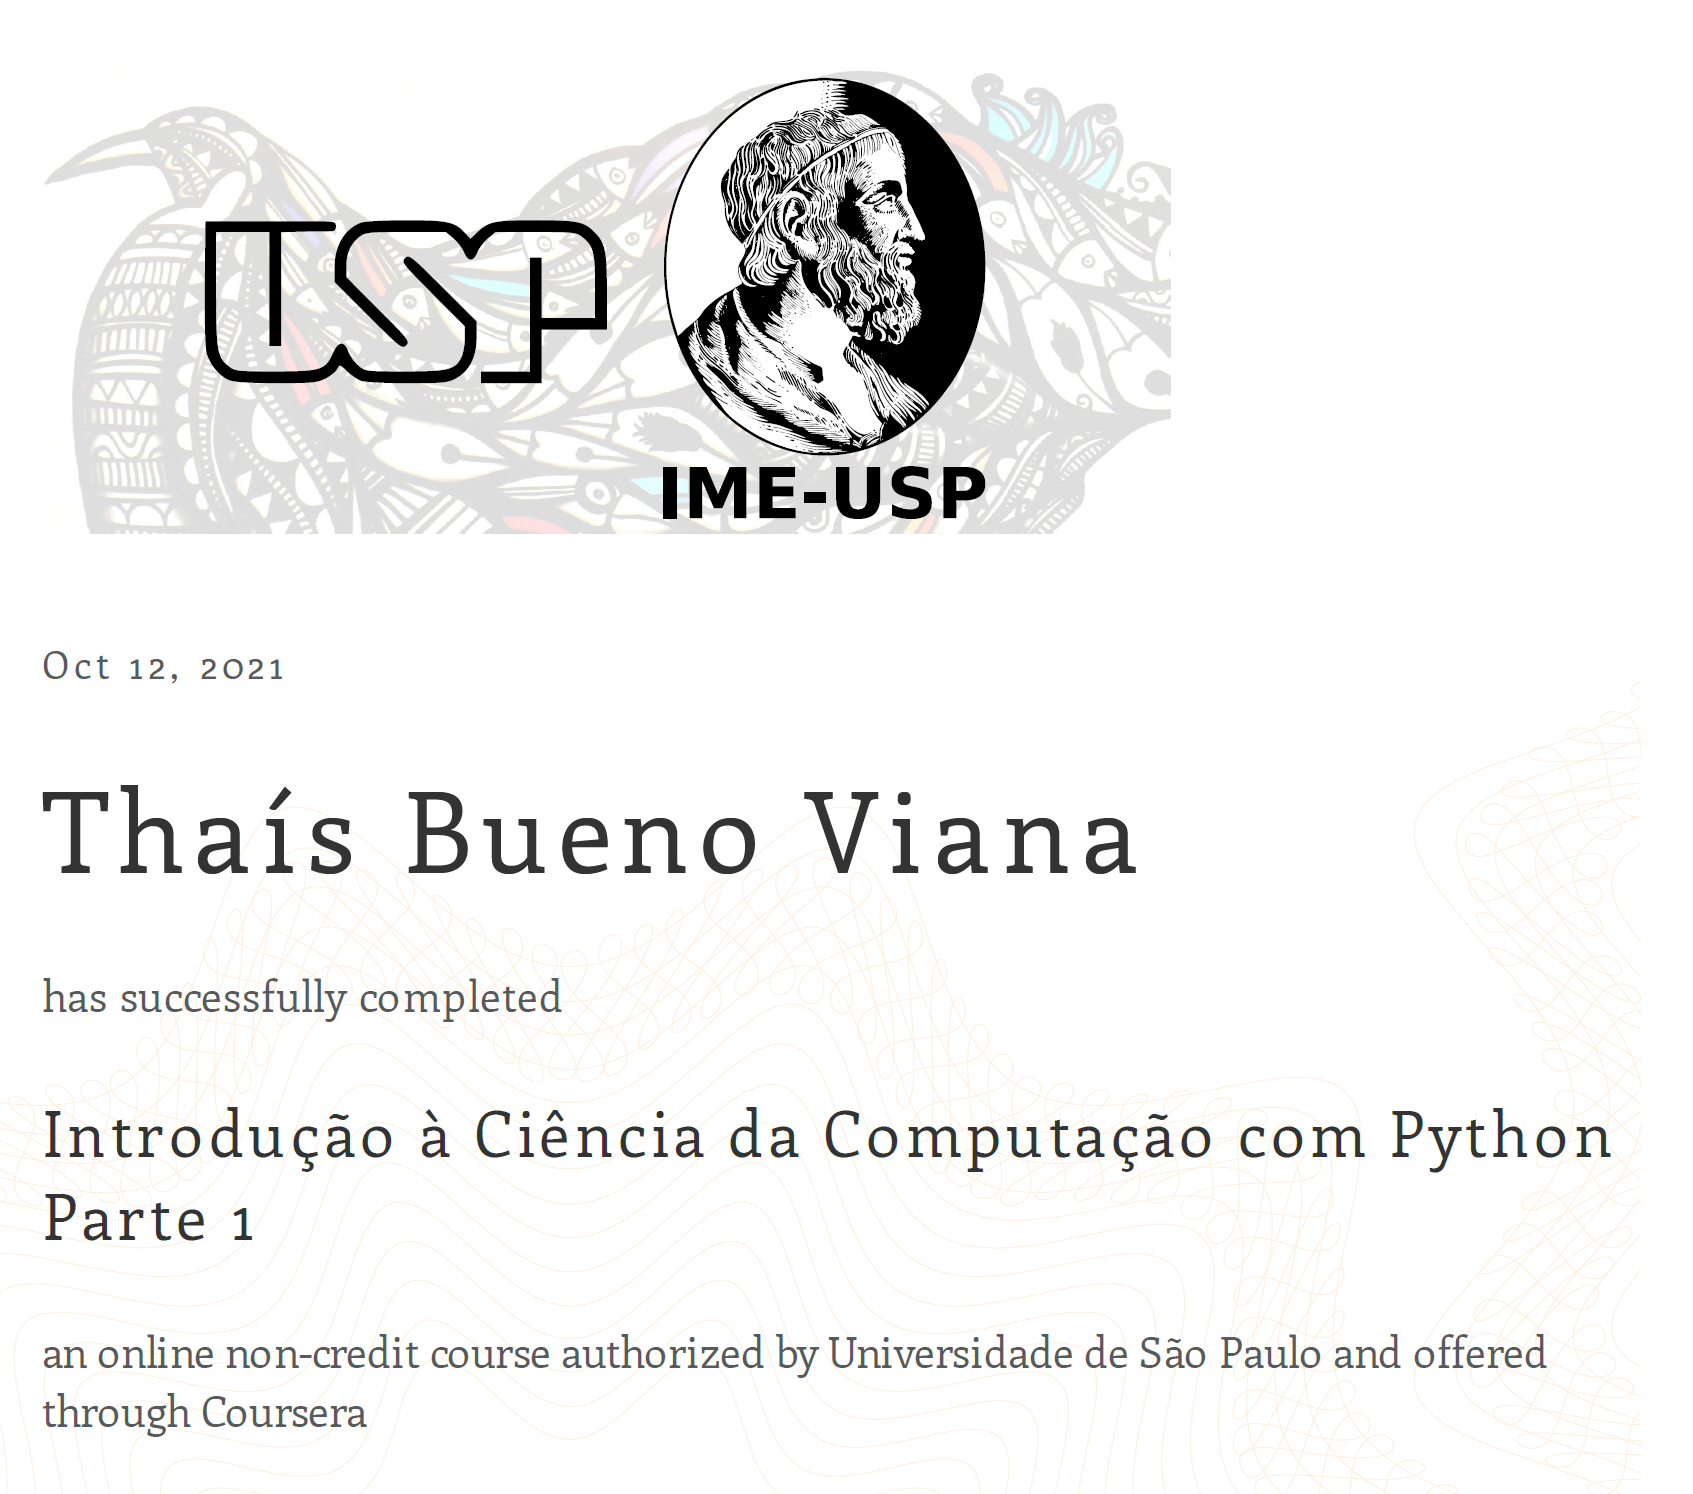 USP
IME-USP
Oct 12, 2021
Thaís Bueno Viana
has successfully completed
Introdução à Ciência da Computação com Python
Parte 1
an online non-credit course authorized by Universidade de São Paulo and offered
through Coursera